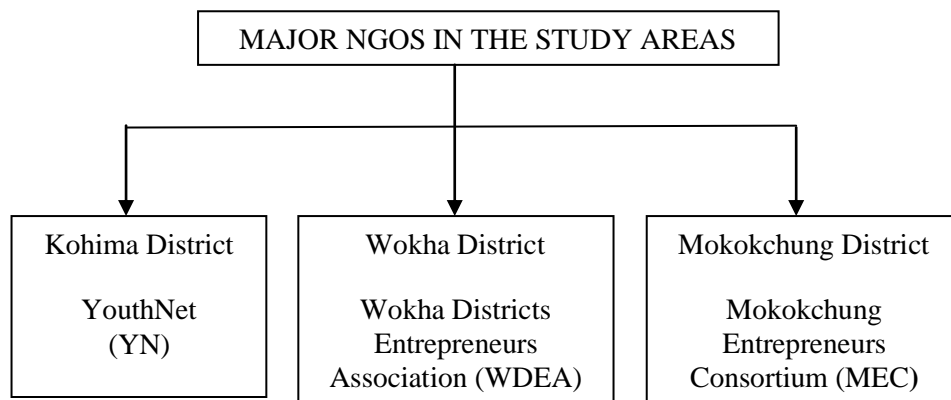 MAJOR NGOS IN THE STUDY AREAS
Kohima District
YouthNet
(YN)
Wokha District
Wokha Districts
Entrepreneurs
Association (WDEA)
Mokokchung District
Mokokchung
Entrepreneurs
Consortium (MEC)